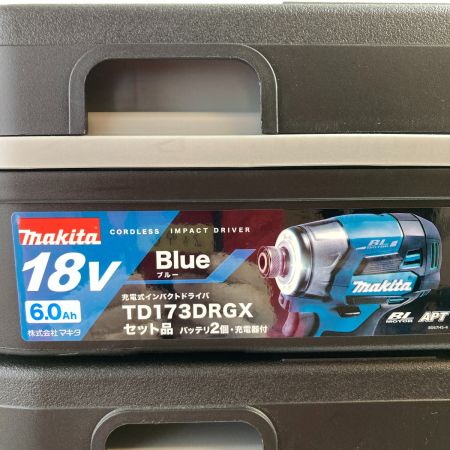 makita
CORDLESS IMPACT DRIVER
18V
Blue
ブルー
6.0Ah
充電式インパクトドライバ
TD173DRGX
セット品 バッテリ2個・充電器付
株式会社マキタ
BL
makita
BL
MOTOR
APT